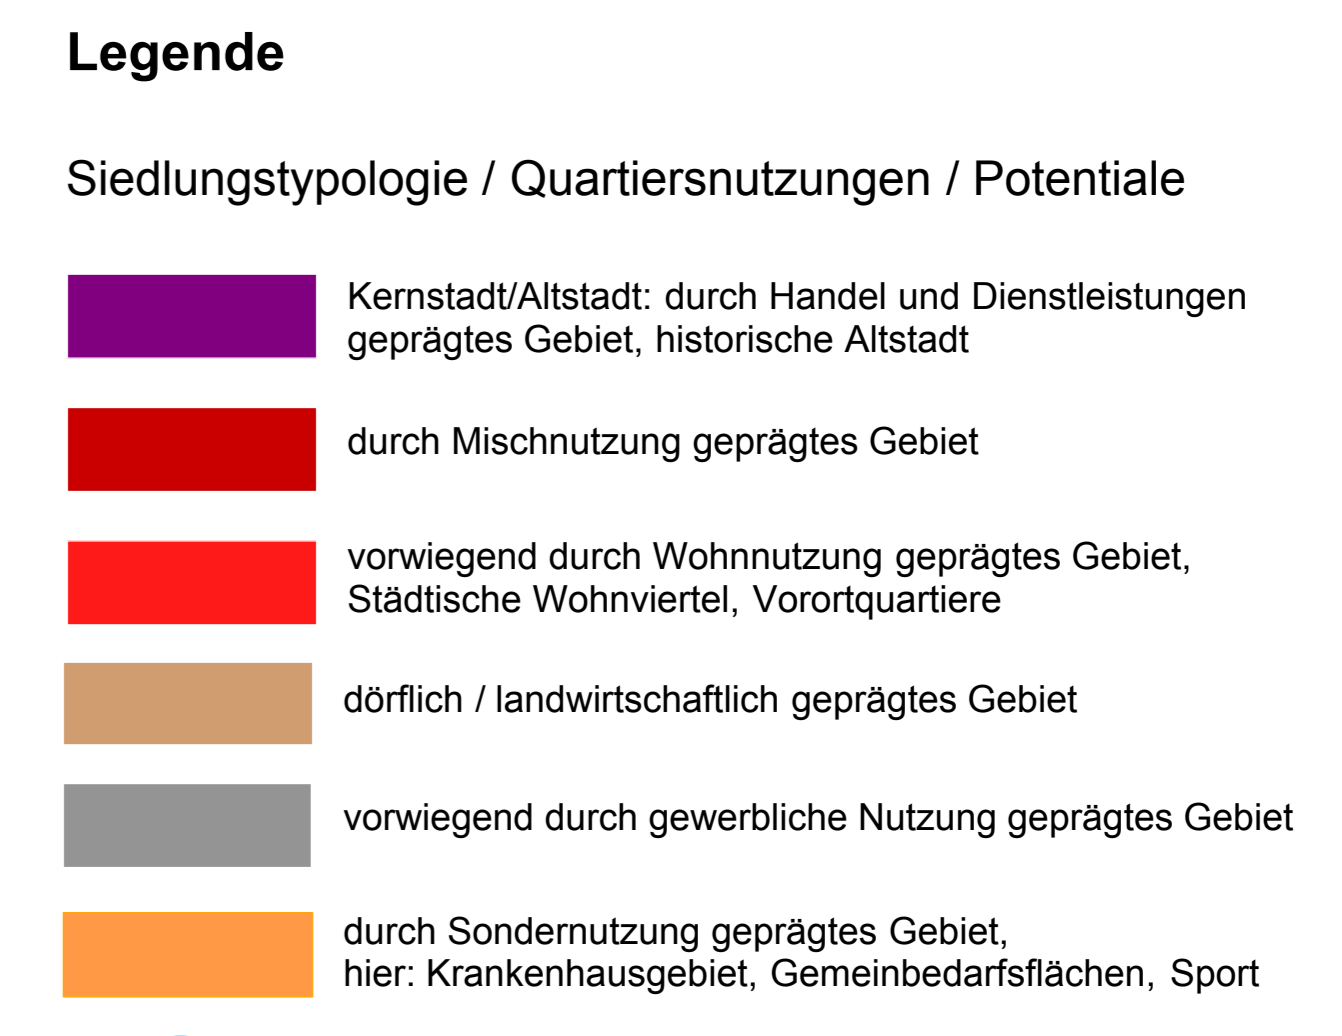 Legende
Siedlungstypologie / Quartiersnutzungen / Potentiale
Kernstadt/Altstadt: durch Handel und Dienstleistungen
geprägtes Gebiet, historische Altstadt
durch Mischnutzung geprägtes Gebiet
vorwiegend durch Wohnnutzung geprägtes Gebiet,
Städtische Wohnviertel, Vorortquartiere
dörflich / landwirtschaftlich geprägtes Gebiet
vorwiegend durch gewerbliche Nutzung geprägtes Gebiet
durch Sondernutzung geprägtes Gebiet,
hier: Krankenhausgebiet, Gemeinbedarfsflächen, Sport